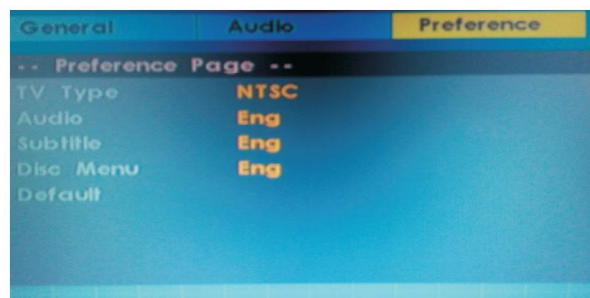 General Audio Preference
-- Preference Page --
TV Type NTSC
Audio Eng
Subtitle Eng
Disc Menu Eng
Default